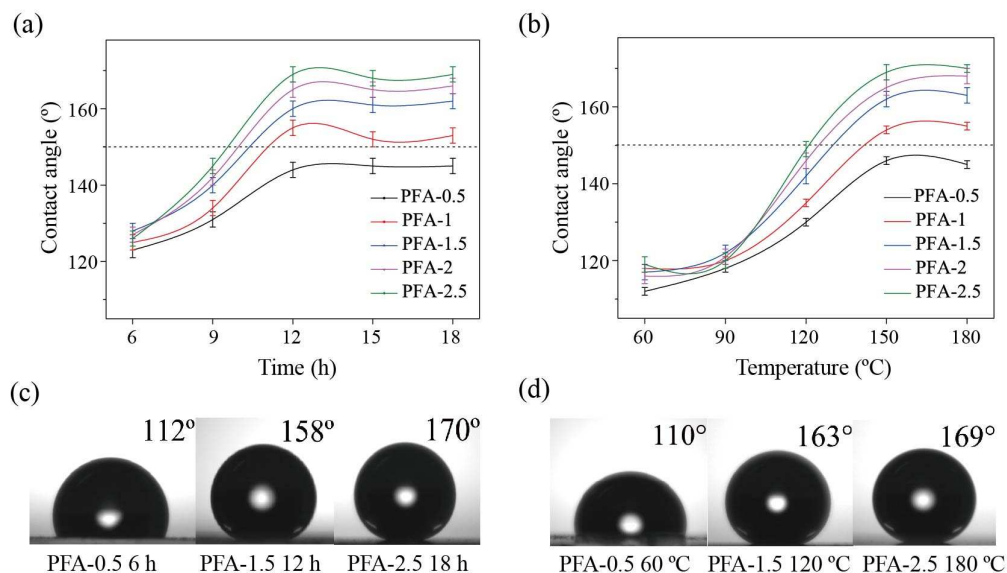 (a)
Contact angle (º)
160
140
120
6
9
12
15
18
Time (h)
PFA-0.5
PFA-1
PFA-1.5
PFA-2
PFA-2.5
(b)
Contact angle (º)
160
140
120
60
90
120
150
180
Temperature (ºC)
PFA-0.5
PFA-1
PFA-1.5
PFA-2
PFA-2.5
(c)
112º
158º
170º
PFA-0.5 6 h
PFA-1.5 12 h
PFA-2.5 18 h
(d)
110°
163°
169°
PFA-0.5 60 ºC
PFA-1.5 120 ºC
PFA-2.5 180 ºC